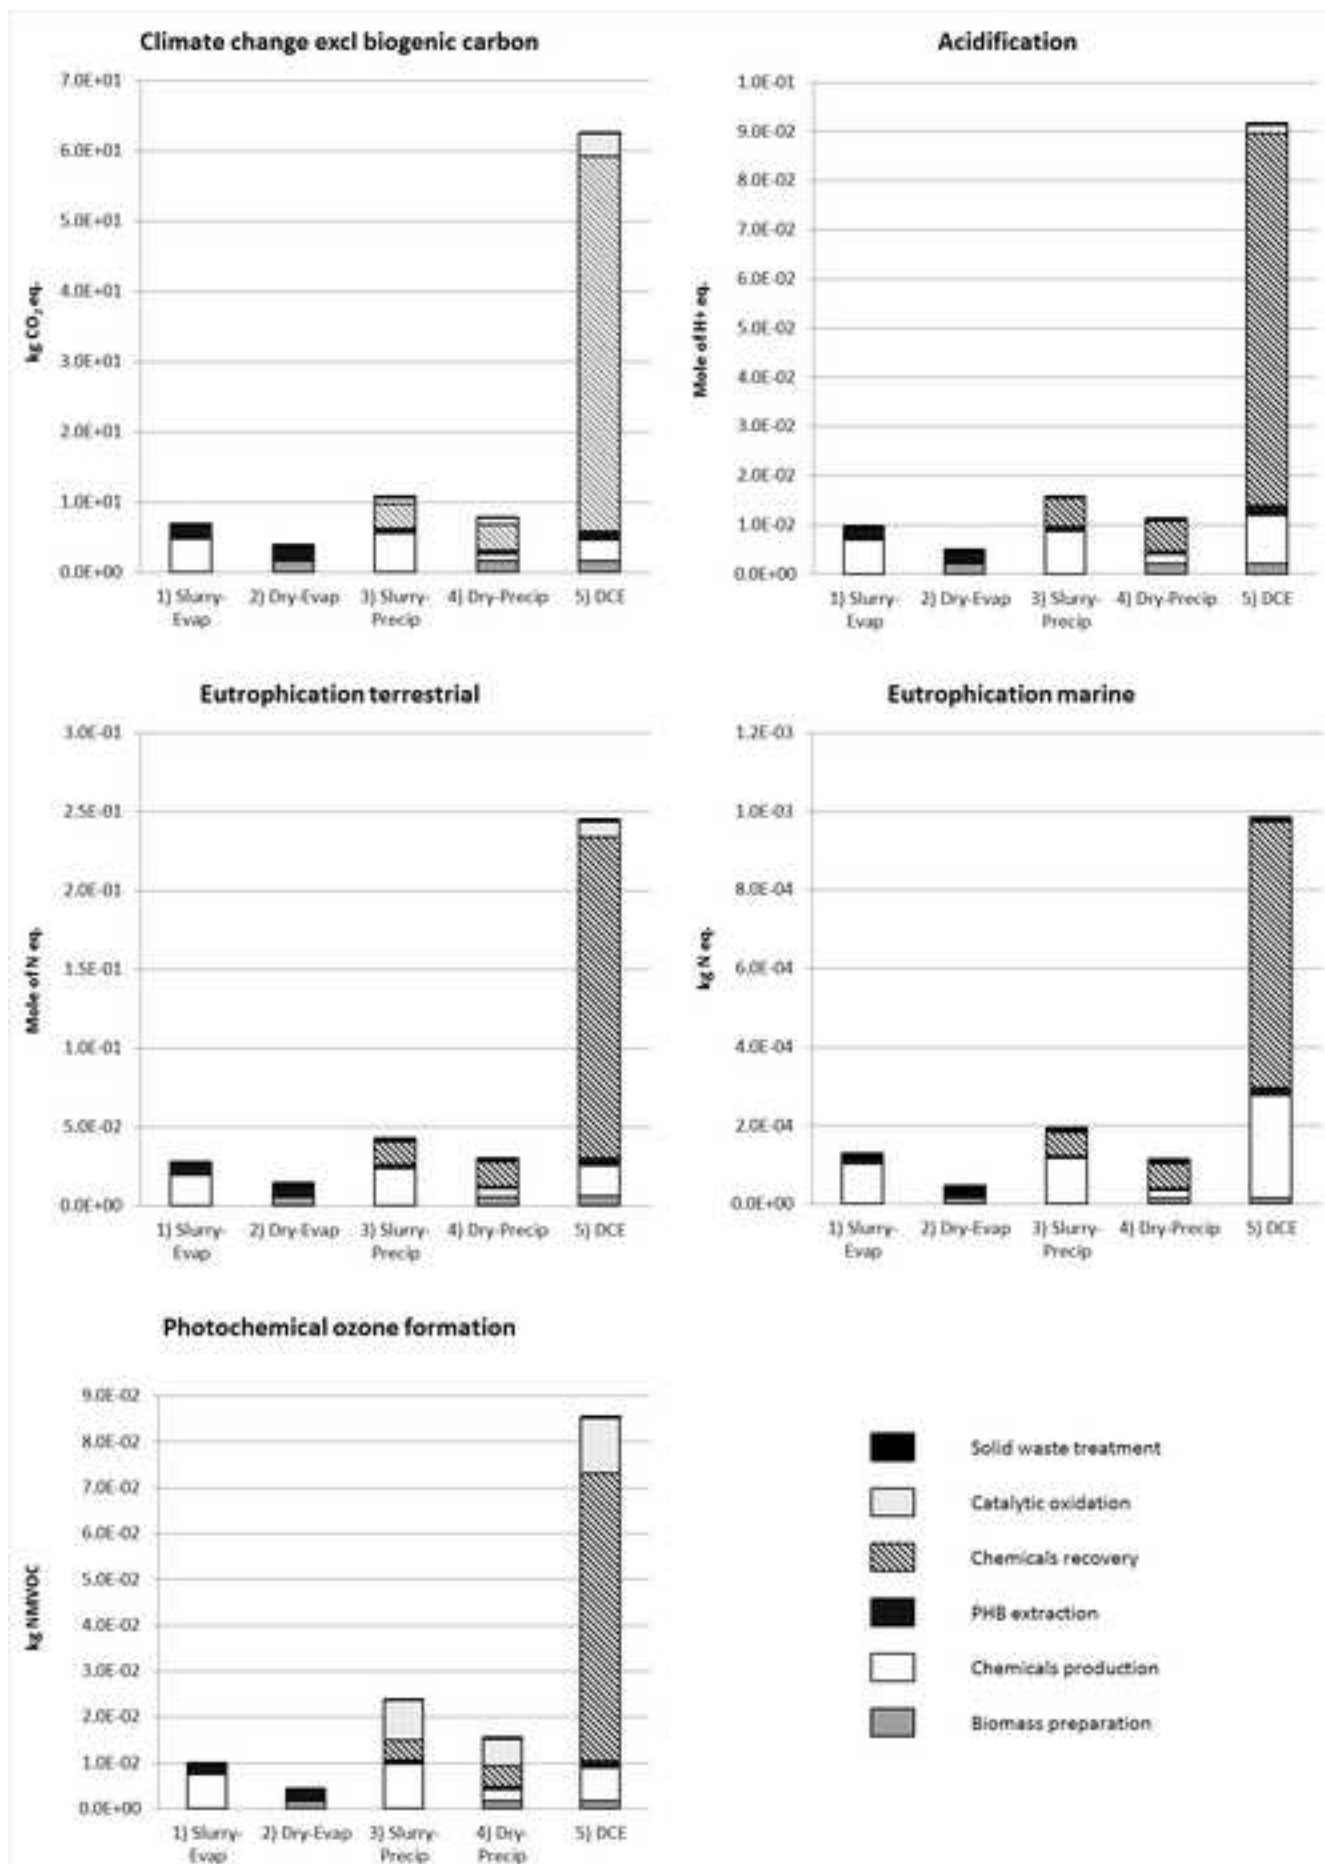 Climate change excl biogenic carbon
7.0E+01
6.0E+01
5.0E+01
4.0E+01
3.0E+01
2.0E+01
1.0E+01
0.0E+00
kg CO₂ eq.
1) Slurry-
Evap
2) Dry-Evap
3) Slurry-
Precip
4) Dry-Precip
5) DCE
Acidification
1.0E-01
9.0E-02
8.0E-02
7.0E-02
6.0E-02
5.0E-02
4.0E-02
3.0E-02
2.0E-02
1.0E-02
0.0E+00
Mole of H+ eq.
1) Slurry-
Evap
2) Dry-Evap
3) Slurry-
Precip
4) Dry-Precip
5) DCE
Eutrophication terrestrial
3.0E-01
2.5E-01
2.0E-01
1.5E-01
1.0E-01
5.0E-02
0.0E+00
Mole of N eq.
1) Slurry-
Evap
2) Dry-Evap
3) Slurry-
Precip
4) Dry-Precip
5) DCE
Eutrophication marine
1.2E-03
1.0E-03
8.0E-04
6.0E-04
4.0E-04
2.0E-04
0.0E+00
kg N eq.
1) Slurry-
Evap
2) Dry-Evap
3) Slurry-
Precip
4) Dry-Precip
5) DCE
Photochemical ozone formation
9.0E-02
8.0E-02
7.0E-02
6.0E-02
5.0E-02
4.0E-02
3.0E-02
2.0E-02
1.0E-02
0.0E+00
kg NMVOC
1) Slurry-
Evap
2) Dry-Evap
3) Slurry-
Precip
4) Dry-
Precip
5) DCE
Solid waste treatment
Catalytic oxidation
Chemicals recovery
PHB extraction
Chemicals production
Biomass preparation